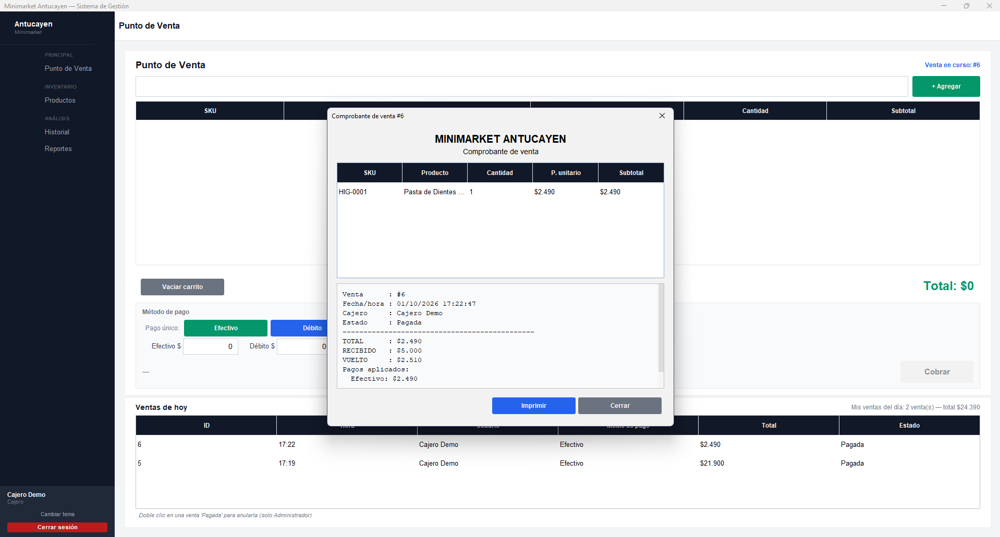 Minimarket Antucayen — Sistema de Gestión
Antucayen
Minimarket
PRINCIPAL
Punto de Venta
INVENTARIO
Productos
ANÁLISIS
Historial
Reportes
Cajero Demo
Cajero
Cambiar tema
Cerrar sesión
Punto de Venta
Punto de Venta
Venta en curso: #6
+ Agregar
SKU Cantidad Subtotal
Vaciar carrito
Total: $0
Método de pago
Pago único: Efectivo Débito
Efectivo $ 0 Débito $ 0
—
Cobrar
Comprobante de venta #6
MINIMARKET ANTUCAYEN
Comprobante de venta
SKU Producto Cantidad P. unitario Subtotal
HIG-0001 Pasta de Dientes ... 1 $2.490 $2.490
Venta : #6
Fecha/hora : 01/10/2026 17:22:47
Cajero : Cajero Demo
Estado : Pagada
----------------------------------------------
TOTAL : $2.490
RECIBIDO : $5.000
VUELTO : $2.510
Pagos aplicados:
Efectivo: $2.490
Imprimir Cerrar
Ventas de hoy
Mis ventas del día: 2 venta(s) — total $24.390
ID Total Estado
6 17:22 Cajero Demo Efectivo $2.490 Pagada
5 17:19 Cajero Demo Efectivo $21.900 Pagada
Doble clic en una venta 'Pagada' para anularla (solo Administrador)